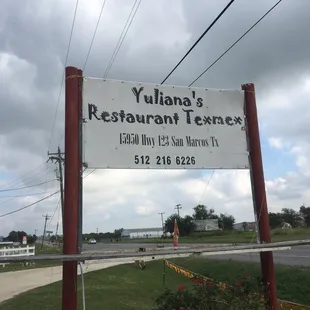 Yuliana's
Restaurant Texmex
15950 Hwy 123 San Marcos Tx
512 216 6226